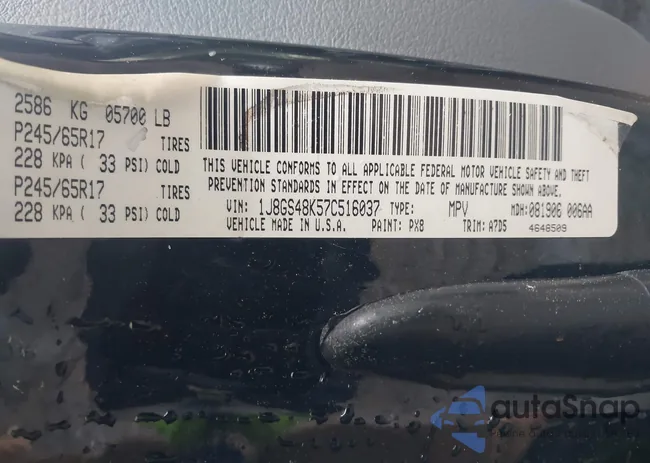 2586 KG 05700 LB
P245/65R17 TIRES
228 KPA ( 33 PSI) COLD
P245/65R17 TIRES
228 KPA ( 33 PSI) COLD
THIS VEHICLE CONFORMS TO ALL APPLICABLE FEDERAL MOTOR VEHICLE SAFETY AND THEFT
PREVENTION STANDARDS IN EFFECT ON THE DATE OF MANUFACTURE SHOWN ABOVE.
VIN: 1J8GS48K57C516037 TYPE: MPV MDH: 081906 006AA
VEHICLE MADE IN U.S.A. PAINT: PX8 TRIM: A7D5 4648509
autoSnap